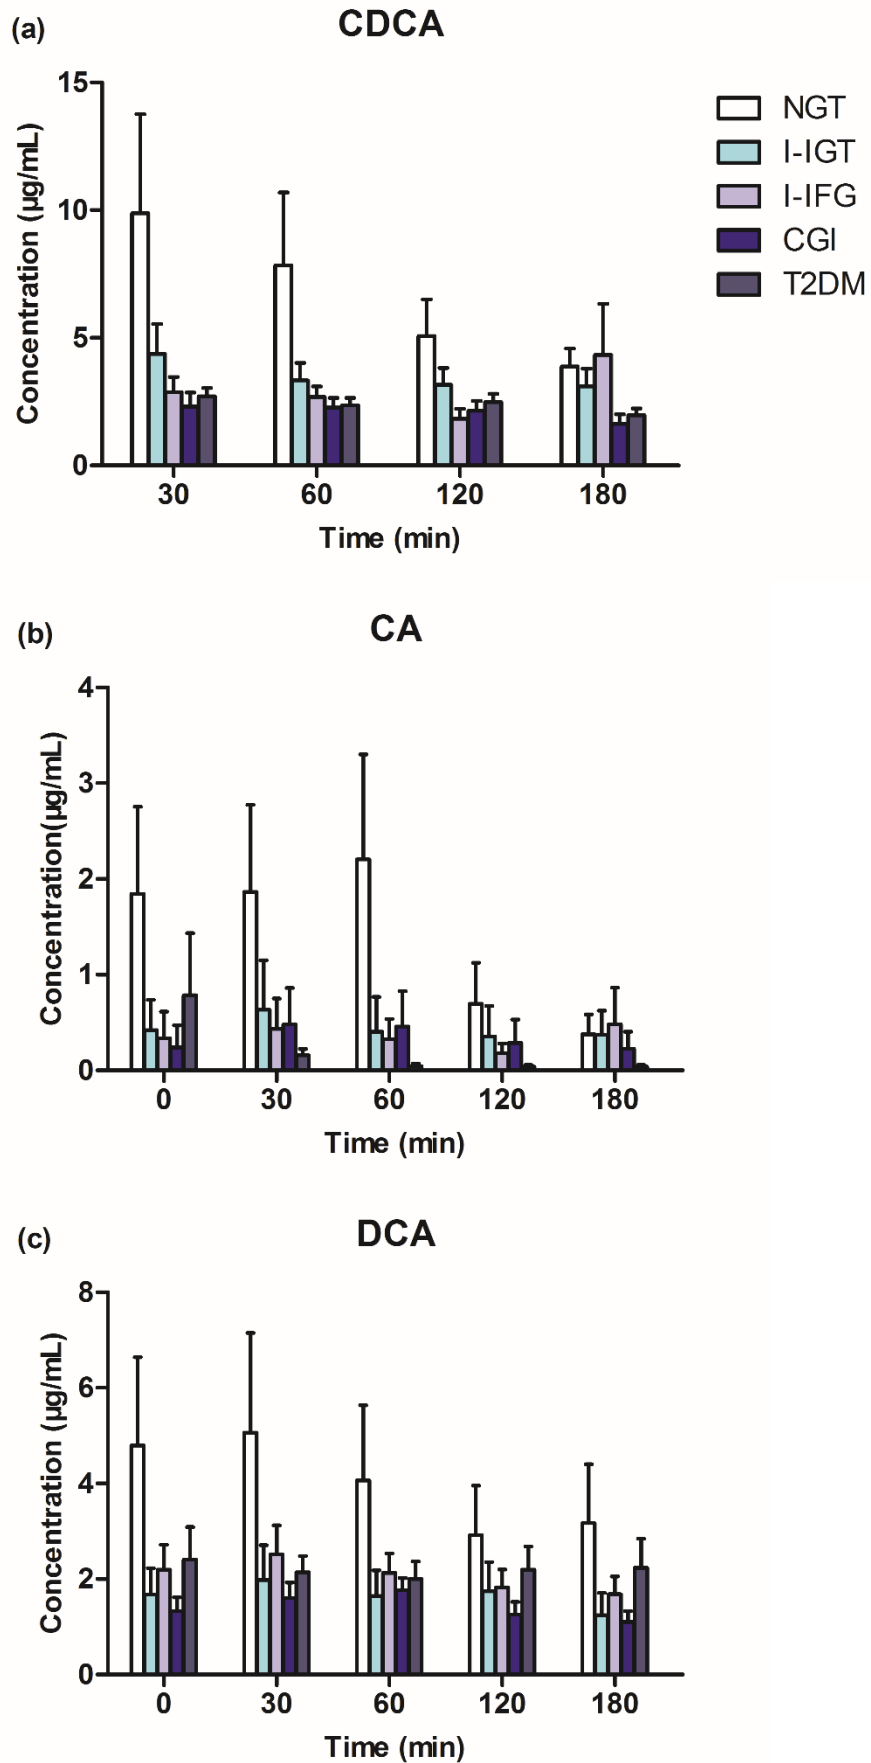 (a)
CDCA
Concentration (µg/mL)
15
10
5
0
30 60 120 180
Time (min)
NGT
I-IGT
I-IFG
CGI
T2DM
(b)
CA
Concentration(µg/mL)
4
3
2
1
0
0 30 60 120 180
Time (min)
(c)
DCA
Concentration (µg/mL)
8
6
4
2
0
0 30 60 120 180
Time (min)